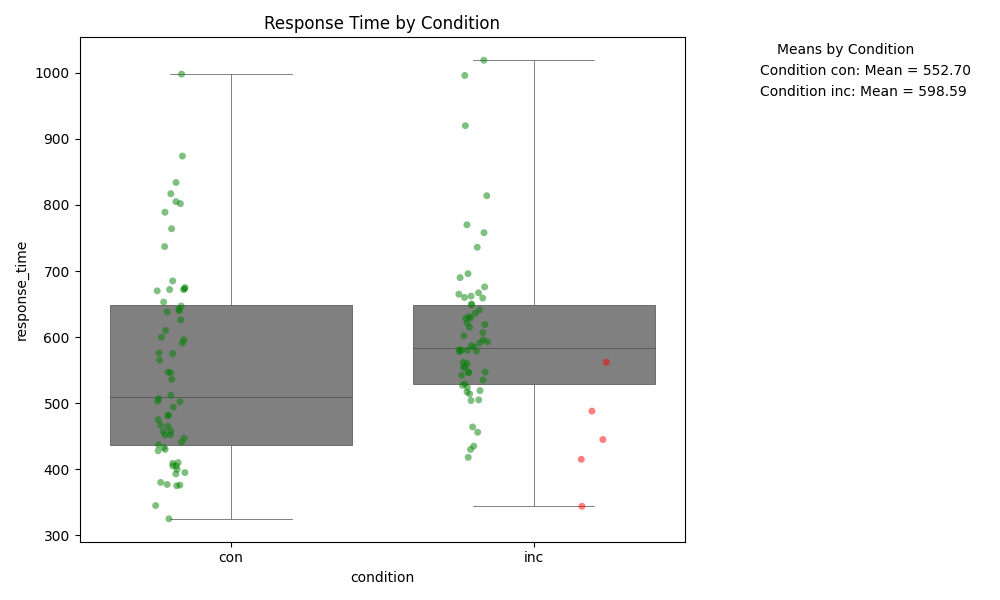 Response Time by Condition
Means by Condition
Condition con: Mean = 552.70
Condition inc: Mean = 598.59
response_time
1000
900
800
700
600
500
400
300
con inc
condition